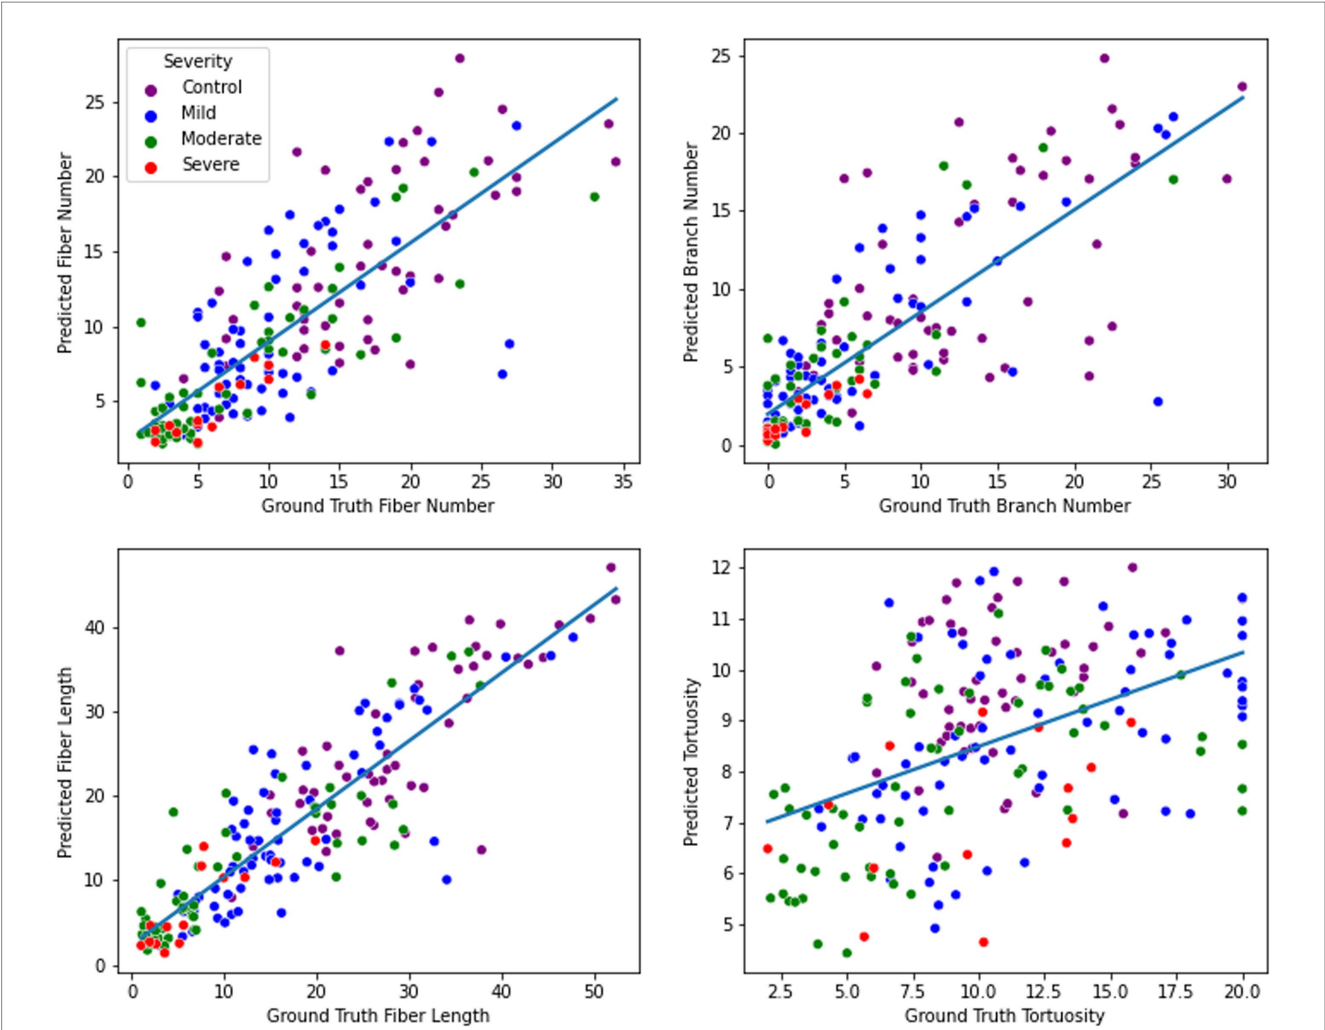 Severity
Control
Mild
Moderate
Severe
25
20
15
10
5
0 5 10 15 20 25 30 35
Predicted Fiber Number
Ground Truth Fiber Number
25
20
15
10
5
0
0 5 10 15 20 25 30
Predicted Branch Number
Ground Truth Branch Number
40
30
20
10
0
0 10 20 30 40 50
Predicted Fiber Length
Ground Truth Fiber Length
12
11
10
9
8
7
6
5
2.5 5.0 7.5 10.0 12.5 15.0 17.5 20.0
Predicted Tortuosity
Ground Truth Tortuosity